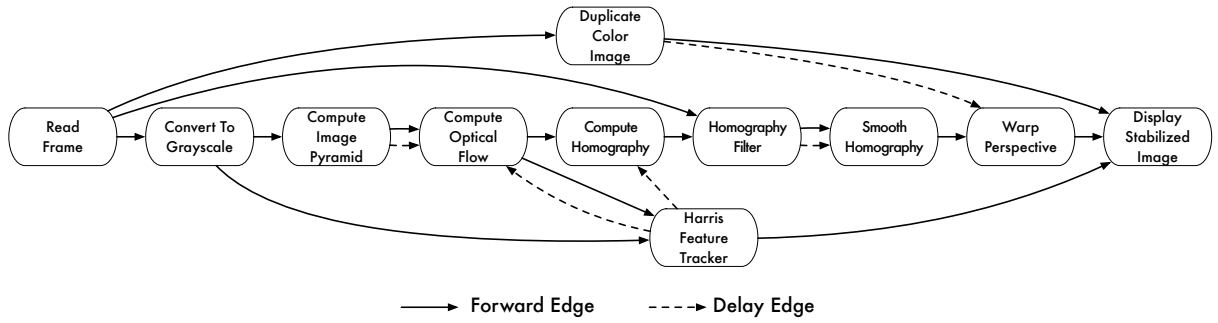 Duplicate
Color
Image
Read
Frame
Convert To
Grayscale
Compute
Image
Pyramid
Compute
Optical
Flow
Compute
Homography
Homography
Filter
Smooth
Homography
Warp
Perspective
Display
Stabilized
Image
Harris
Feature
Tracker
Forward Edge
Delay Edge